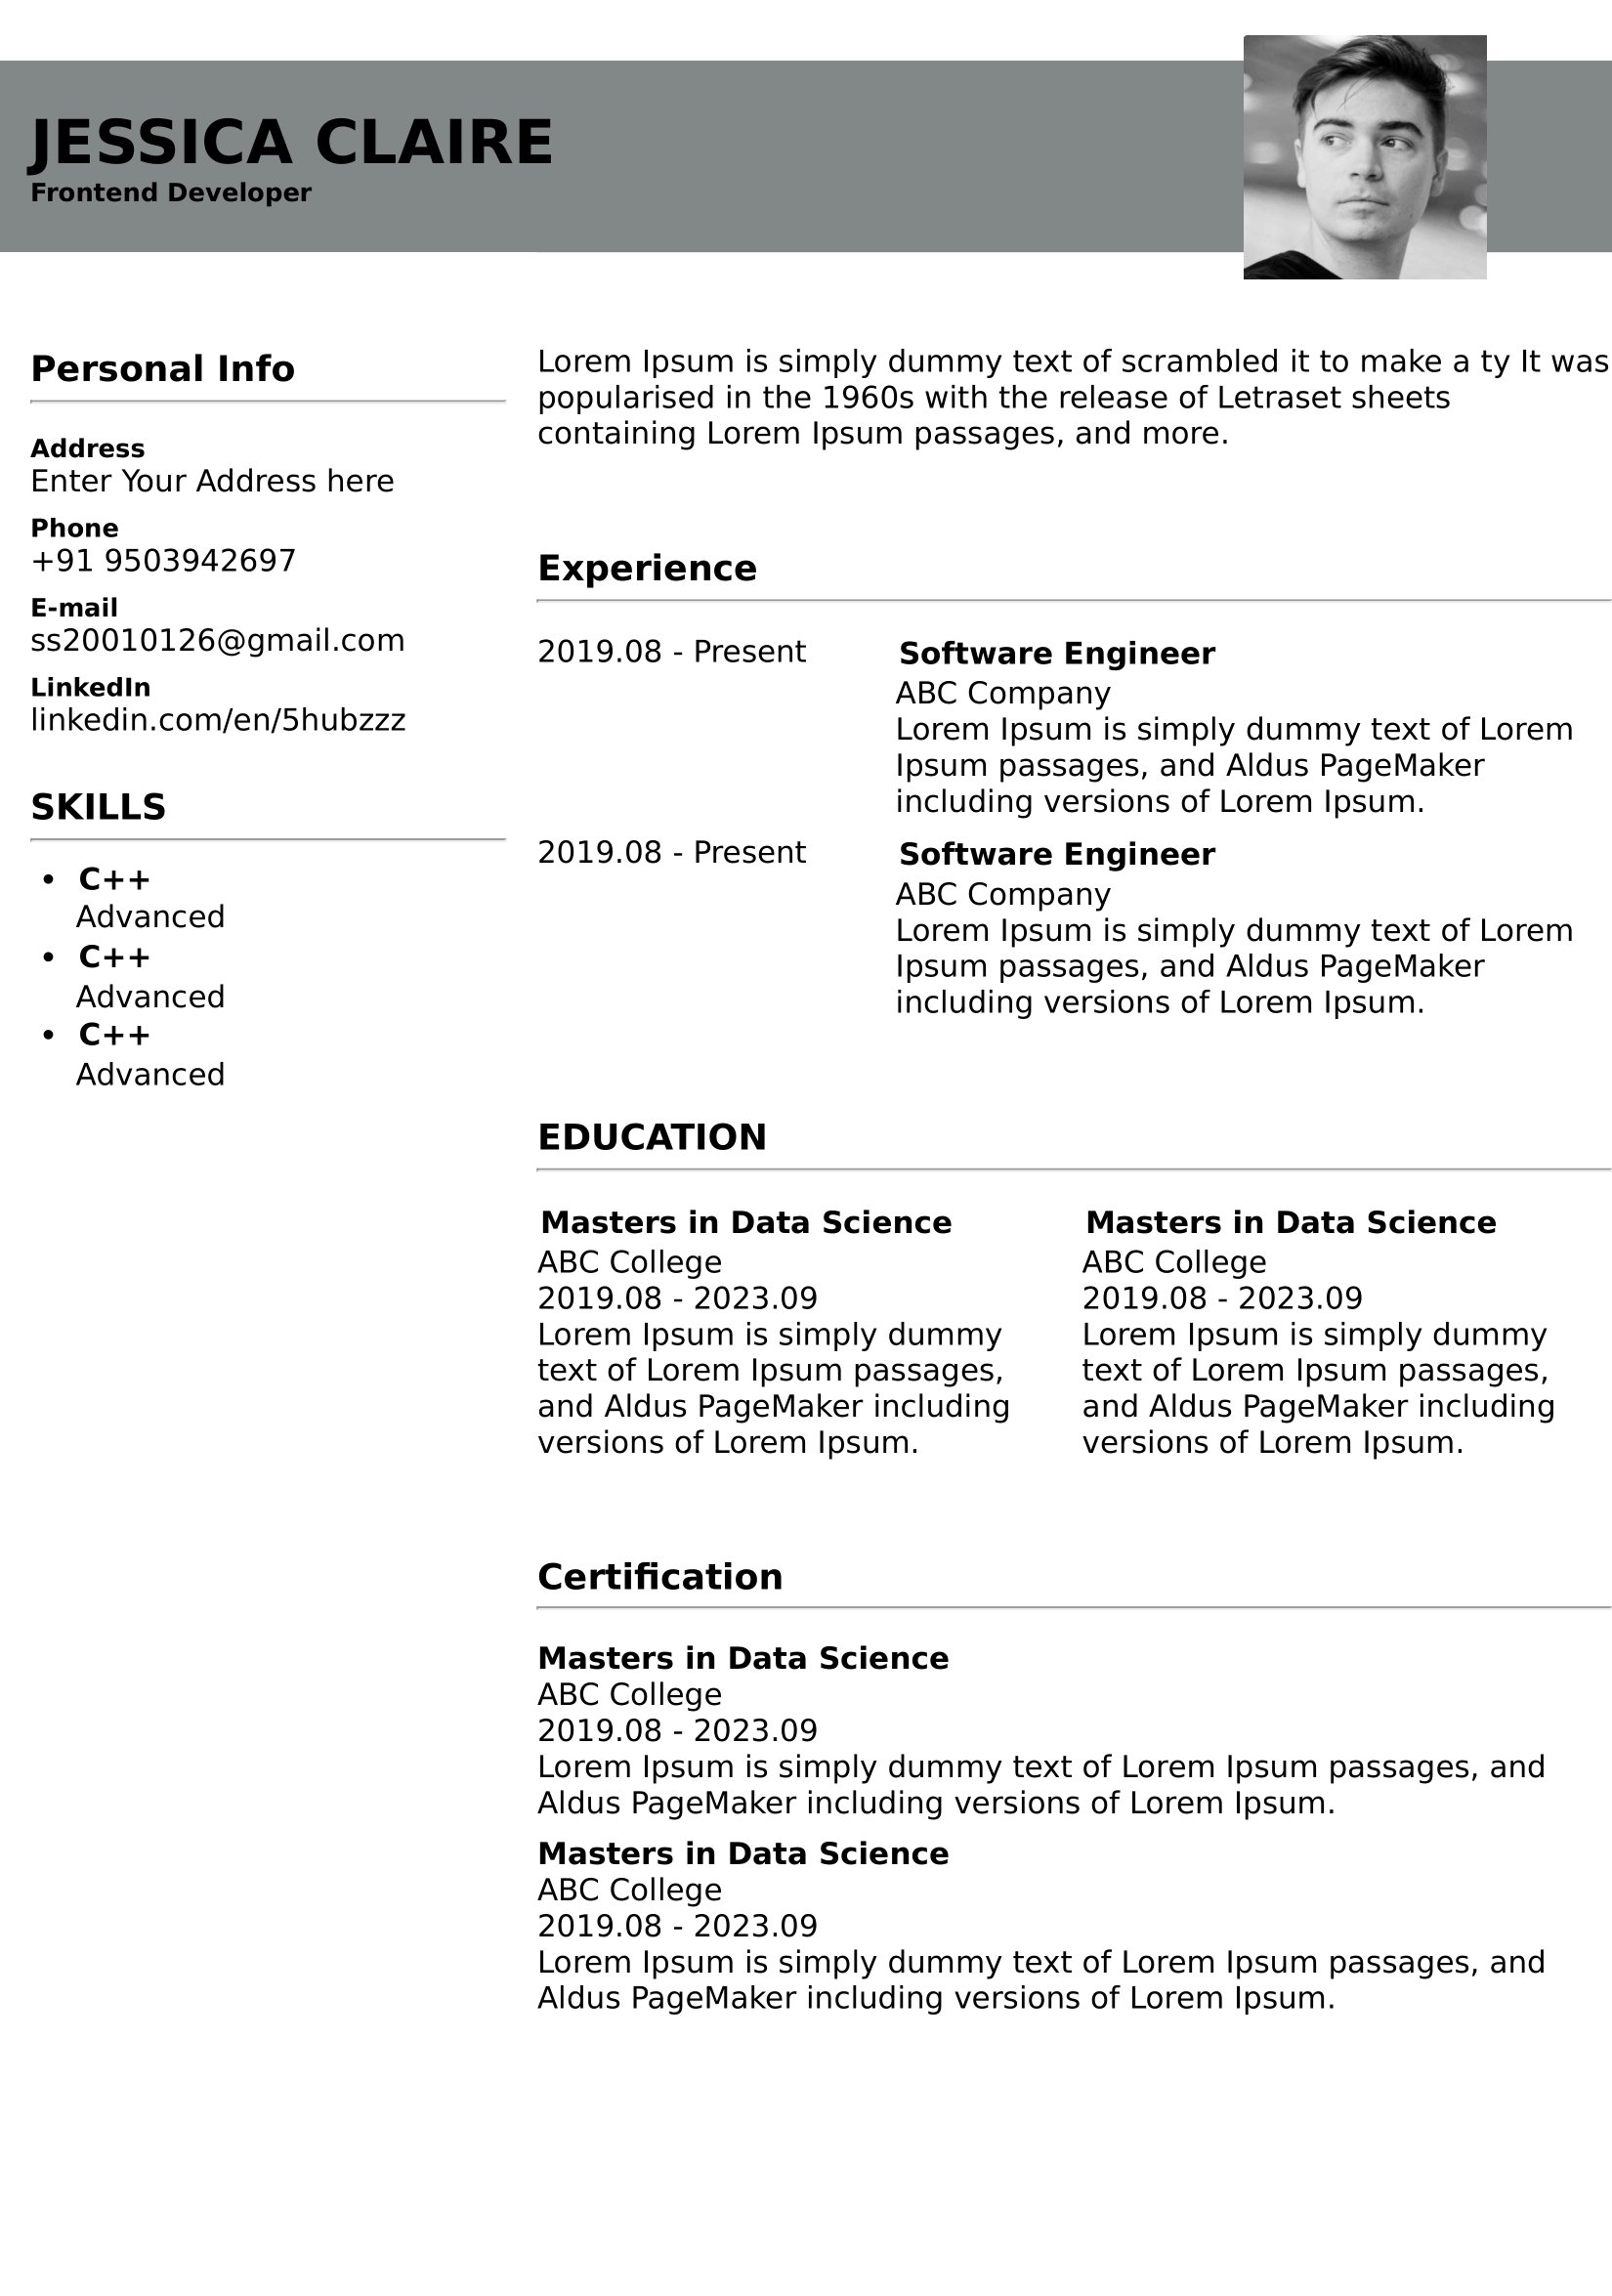 JESSICA CLAIRE
Frontend Developer
Personal Info
Address
Enter Your Address here
Phone
+91 9503942697
E-mail
ss20010126@gmail.com
LinkedIn
linkedin.com/en/5hubzzz
SKILLS
• C++
Advanced
• C++
Advanced
• C++
Advanced
Lorem Ipsum is simply dummy text of scrambled it to make a ty It was
popularised in the 1960s with the release of Letraset sheets
containing Lorem Ipsum passages, and more.
Experience
2019.08 - Present
Software Engineer
ABC Company
Lorem Ipsum is simply dummy text of Lorem
Ipsum passages, and Aldus PageMaker
including versions of Lorem Ipsum.
2019.08 - Present
Software Engineer
ABC Company
Lorem Ipsum is simply dummy text of Lorem
Ipsum passages, and Aldus PageMaker
including versions of Lorem Ipsum.
EDUCATION
Masters in Data Science
ABC College
2019.08 - 2023.09
Lorem Ipsum is simply dummy
text of Lorem Ipsum passages,
and Aldus PageMaker including
versions of Lorem Ipsum.
Masters in Data Science
ABC College
2019.08 - 2023.09
Lorem Ipsum is simply dummy
text of Lorem Ipsum passages,
and Aldus PageMaker including
versions of Lorem Ipsum.
Certification
Masters in Data Science
ABC College
2019.08 - 2023.09
Lorem Ipsum is simply dummy text of Lorem Ipsum passages, and
Aldus PageMaker including versions of Lorem Ipsum.
Masters in Data Science
ABC College
2019.08 - 2023.09
Lorem Ipsum is simply dummy text of Lorem Ipsum passages, and
Aldus PageMaker including versions of Lorem Ipsum.